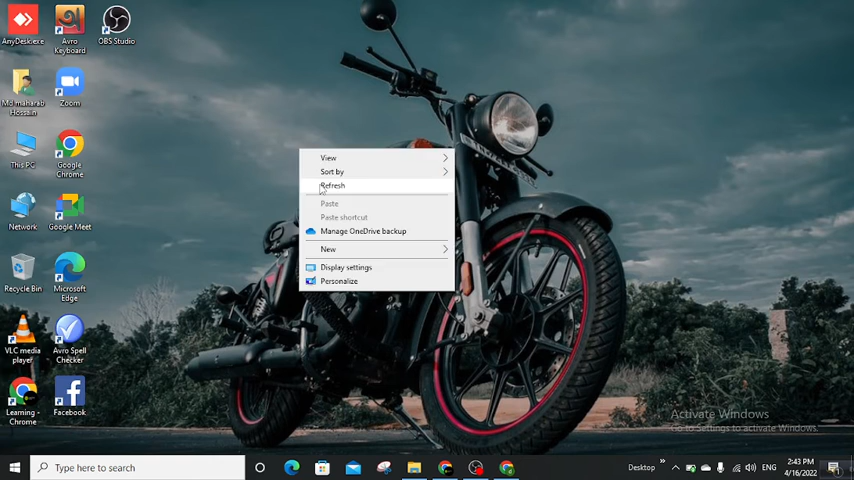 AnyDesk.exe
Avro
Keyboard
OBS Studio
Md maharab
Hossain
Zoom
This PC
Google
Chrome
Network
Google Meet
Recycle Bin
Microsoft
Edge
VLC media
player
Avro Spell
Checker
Learning -
Chrome
Facebook
View
Sort by
Refresh
Paste
Paste shortcut
Manage OneDrive backup
New
Display settings
Personalize
Activate Windows
Go to Settings to activate Windows.
Type here to search
Desktop
ENG
2:43 PM
4/16/2022